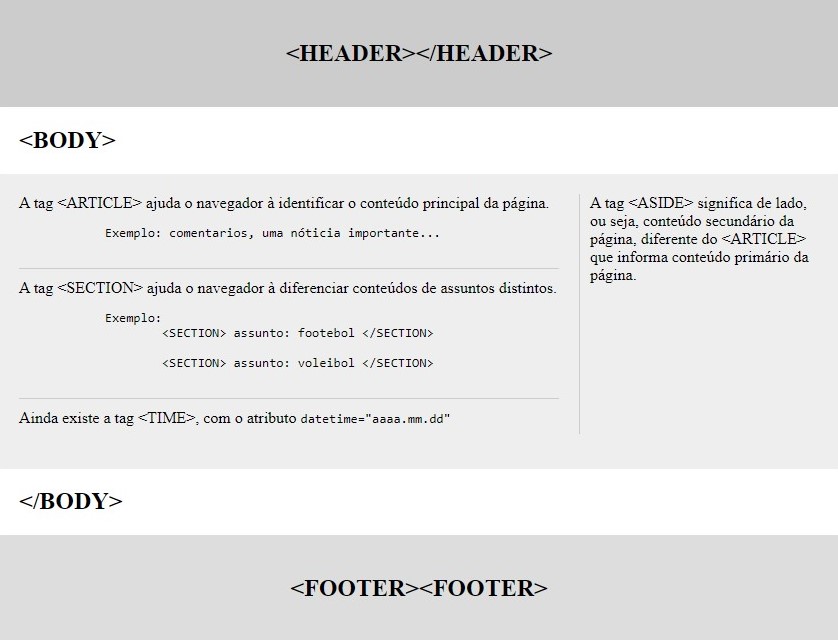 <HEADER></HEADER>
<BODY>
A tag <ARTICLE> ajuda o navegador à identificar o conteúdo principal da página.
Exemplo: comentarios, uma nóticia importante...
A tag <SECTION> ajuda o navegador à diferenciar conteúdos de assuntos distintos.
Exemplo:
<SECTION> assunto: footebol </SECTION>
<SECTION> assunto: voleibol </SECTION>
Ainda existe a tag <TIME>, com o atributo datetime="aaaa.mm.dd"
A tag <ASIDE> significa de lado,
ou seja, conteúdo secundário da
página, diferente do <ARTICLE>
que informa conteúdo primário da
página.
</BODY>
<FOOTER><FOOTER>